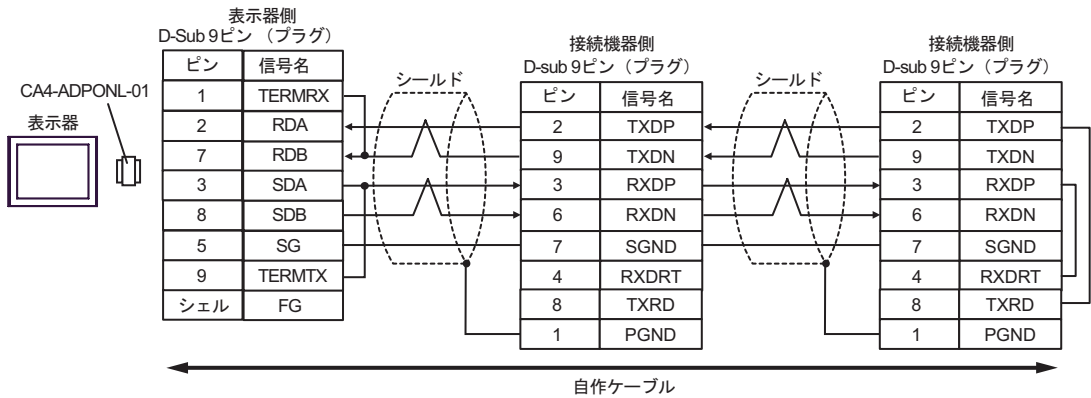 表示器側
D-Sub 9ピン （プラグ）
ピン 信号名
1 TERMRX
2 RDA
7 RDB
3 SDA
8 SDB
5 SG
9 TERMTX
シェル FG
CA4-ADPONL-01
表示器
シールド
接続機器側
D-sub 9ピン（プラグ）
ピン 信号名
2 TXDP
9 TXDN
3 RXDP
6 RXDN
7 SGND
4 RXDRT
8 TXRD
1 PGND
シールド
接続機器側
D-sub 9ピン（プラグ）
ピン 信号名
2 TXDP
9 TXDN
3 RXDP
6 RXDN
7 SGND
4 RXDRT
8 TXRD
1 PGND
自作ケーブル